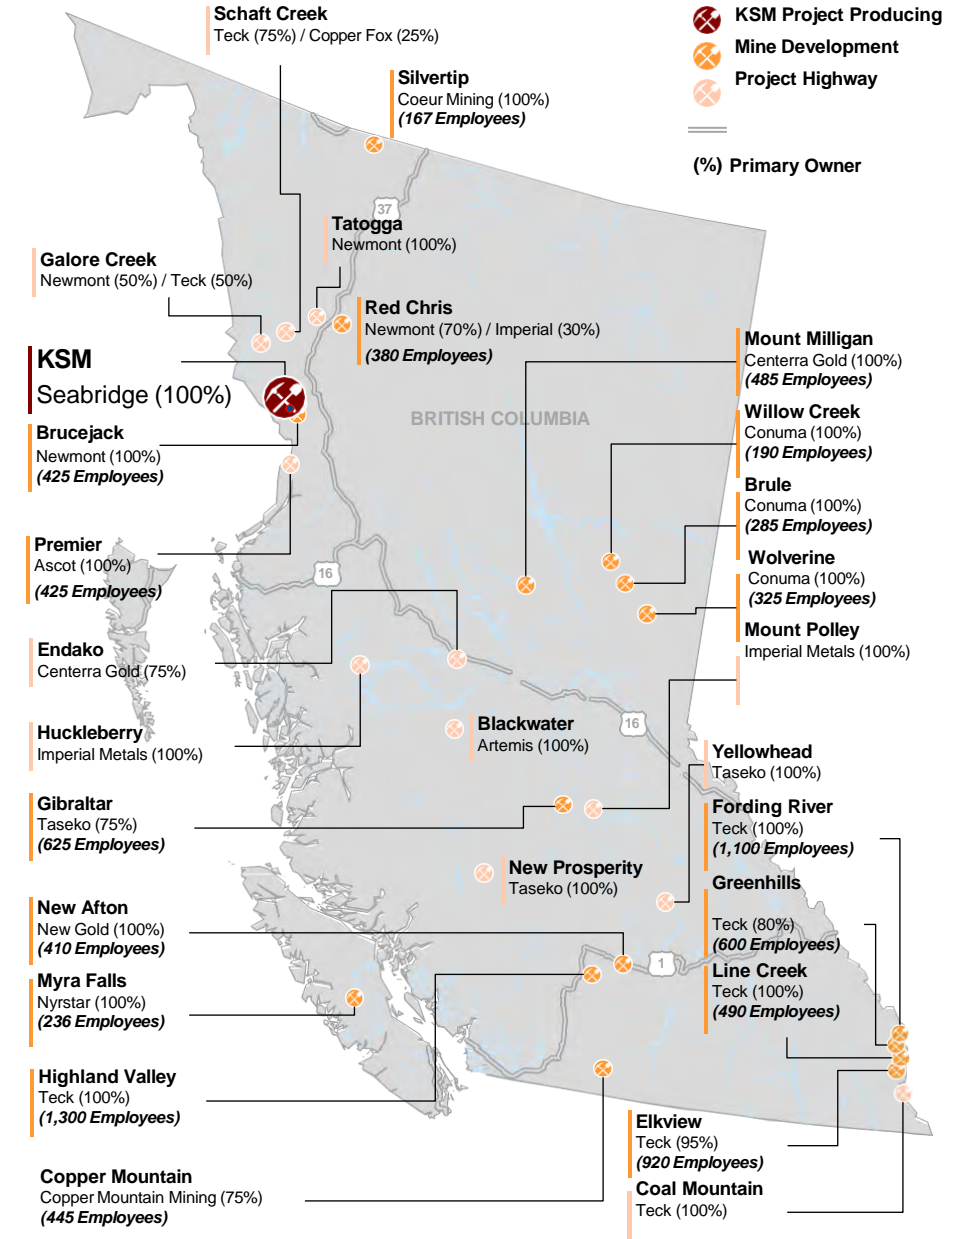 Schaft Creek
Teck (75%) / Copper Fox (25%)
KSM Project Producing
Mine Development
Project Highway
(%) Primary Owner
Silvertip
Coeur Mining (100%)
(167 Employees)
37
Tatogga
Newmont (100%)
Galore Creek
Newmont (50%) / Teck (50%)
Red Chris
Newmont (70%) / Imperial (30%)
(380 Employees)
KSM
Seabridge (100%)
BRITISH COLUMBIA
Mount Milligan
Centerra Gold (100%)
(485 Employees)
Willow Creek
Conuma (100%)
(190 Employees)
Brucejack
Newmont (100%)
(425 Employees)
Brule
Conuma (100%)
(285 Employees)
Premier
Ascot (100%)
(425 Employees)
16
Wolverine
Conuma (100%)
(325 Employees)
Mount Polley
Imperial Metals (100%)
Endako
Centerra Gold (75%)
Huckleberry
Imperial Metals (100%)
Blackwater
Artemis (100%)
16
Yellowhead
Taseko (100%)
Gibraltar
Taseko (75%)
(625 Employees)
Fording River
Teck (100%)
(1,100 Employees)
New Prosperity
Taseko (100%)
Greenhills
Teck (80%)
(600 Employees)
New Afton
New Gold (100%)
(410 Employees)
1
Line Creek
Teck (100%)
(490 Employees)
Myra Falls
Nyrstar (100%)
(236 Employees)
Highland Valley
Teck (100%)
(1,300 Employees)
Elkview
Teck (95%)
(920 Employees)
Copper Mountain
Copper Mountain Mining (75%)
(445 Employees)
Coal Mountain
Teck (100%)